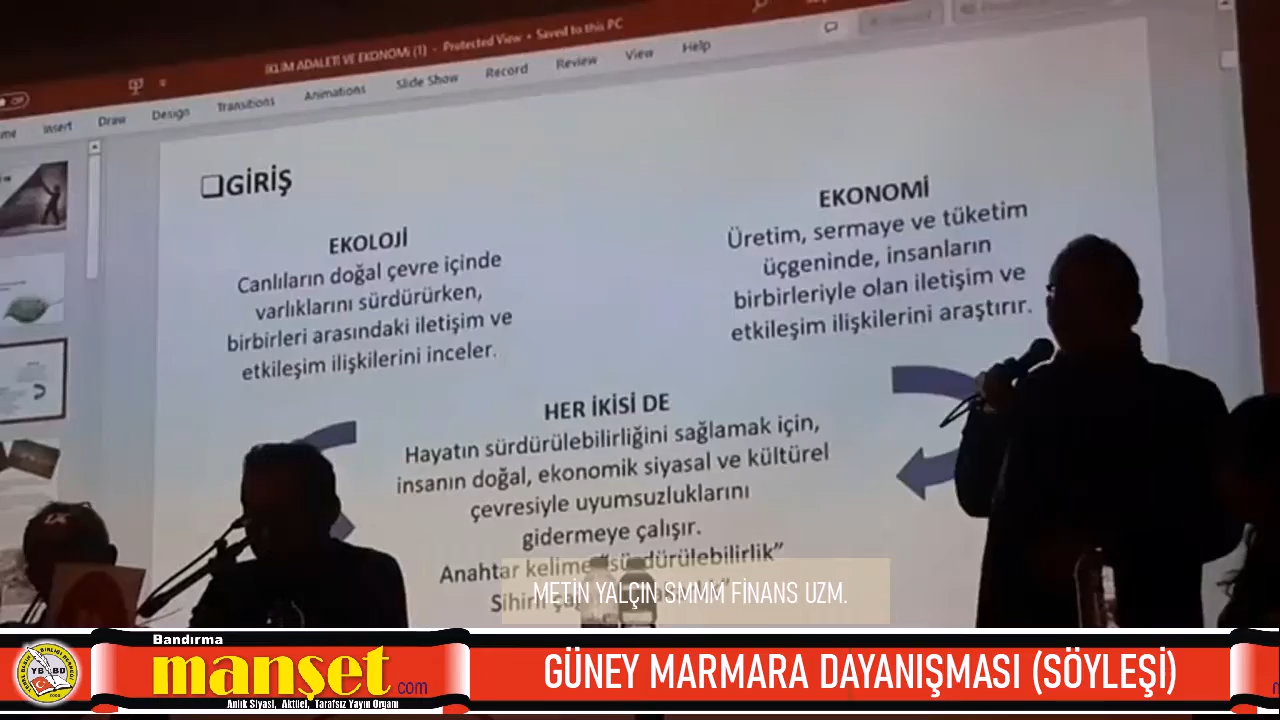 İKLİM ADALETİ VE EKONOMİ (1) - Protected View • Saved to this PC
Insert Draw Design Transitions Animations Slide Show Record Review View Help
Off
❑GİRİŞ
EKOLOJİ
Canlıların doğal çevre içinde
varlıklarını sürdürürken,
birbirleri arasındaki iletişim ve
etkileşim ilişkilerini inceler.
EKONOMİ
Üretim, sermaye ve tüketim
üçgeninde, insanların
birbirleriyle olan iletişim ve
etkileşim ilişkilerini araştırır.
HER İKİSİ DE
Hayatın sürdürülebilirliğini sağlamak için,
insanın doğal, ekonomik siyasal ve kültürel
çevresiyle uyumsuzluklarını
gidermeye çalışır.
Anahtar kelime “sürdürülebilirlik”
METİN YALÇIN SMMM FİNANS UZM.
Bandırma
manşet.com
Anlık Siyasi, Aktüel, Tarafsız Yayın Organı
GÜNEY MARMARA DAYANIŞMASI (SÖYLEŞİ)